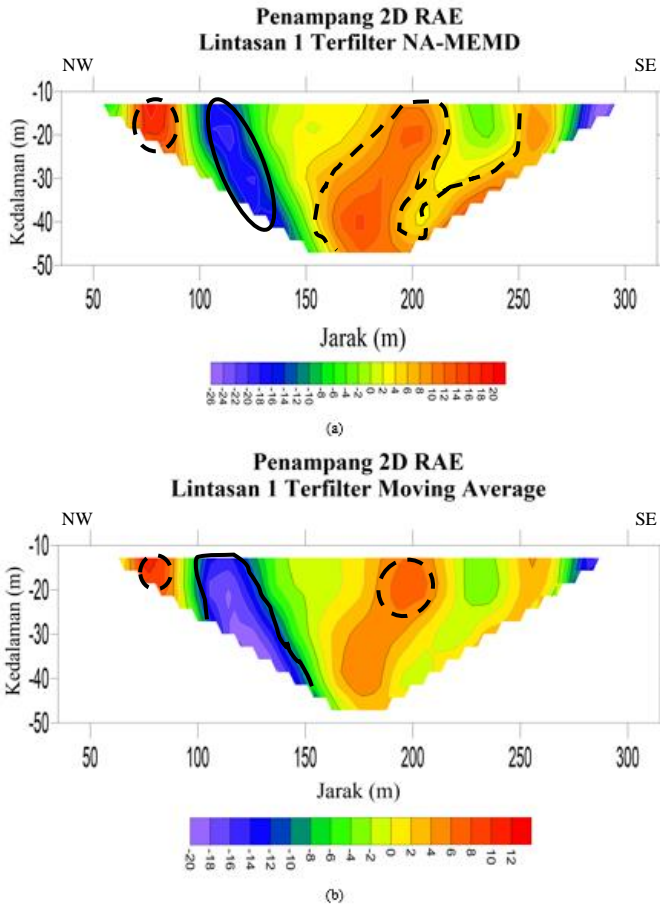 Penampang 2D RAE
Lintasan 1 Terfilter NA-MEMD
NW SE
-10
-20
-30
-40
-50
Kedalaman (m)
50 100 150 200 250 300
Jarak (m)
-26 -24 -22 -20 -18 -16 -14 -12 -10 -8 -6 -4 -2 0 2 4 6 8 10 12 14 16 18 20
(a)
Penampang 2D RAE
Lintasan 1 Terfilter Moving Average
NW SE
-10
-20
-30
-40
-50
Kedalaman (m)
50 100 150 200 250 300
Jarak (m)
-20 -18 -16 -14 -12 -10 -8 -6 -4 -2 0 2 4 6 8 10 12
(b)